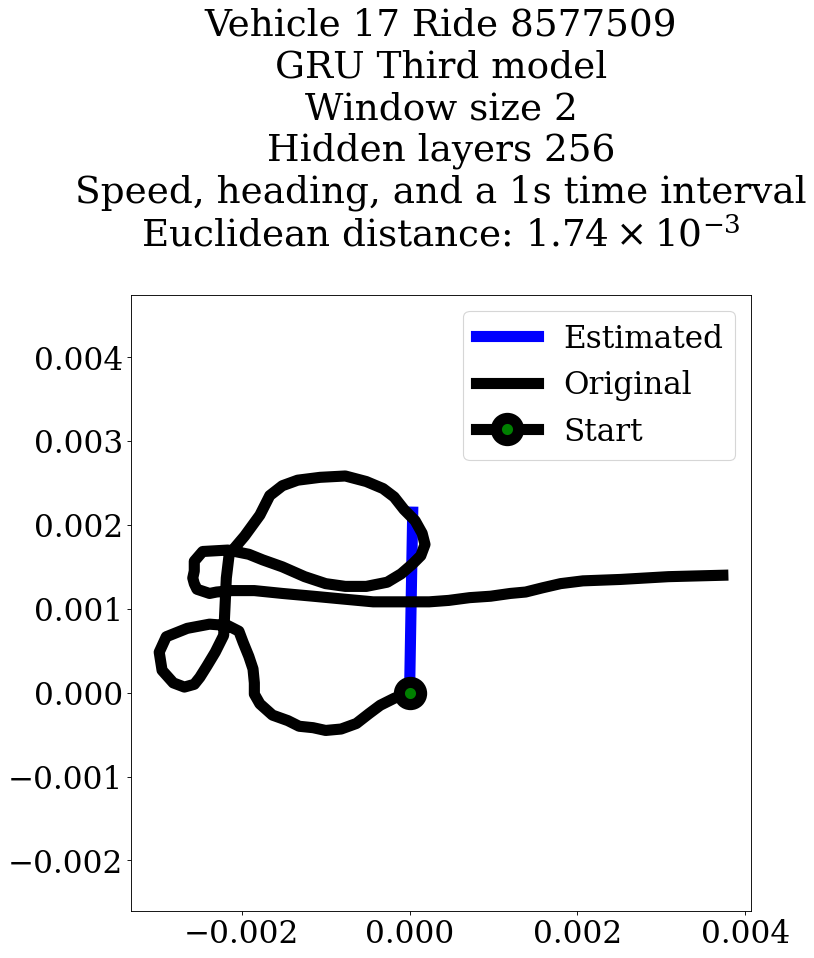 Vehicle 17 Ride 8577509
GRU Third model
Window size 2
Hidden layers 256
Speed, heading, and a 1s time interval
Euclidean distance: 1.74 × 10⁻³
Estimated
Original
Start
0.004
0.003
0.002
0.001
0.000
−0.001
−0.002
−0.002 0.000 0.002 0.004